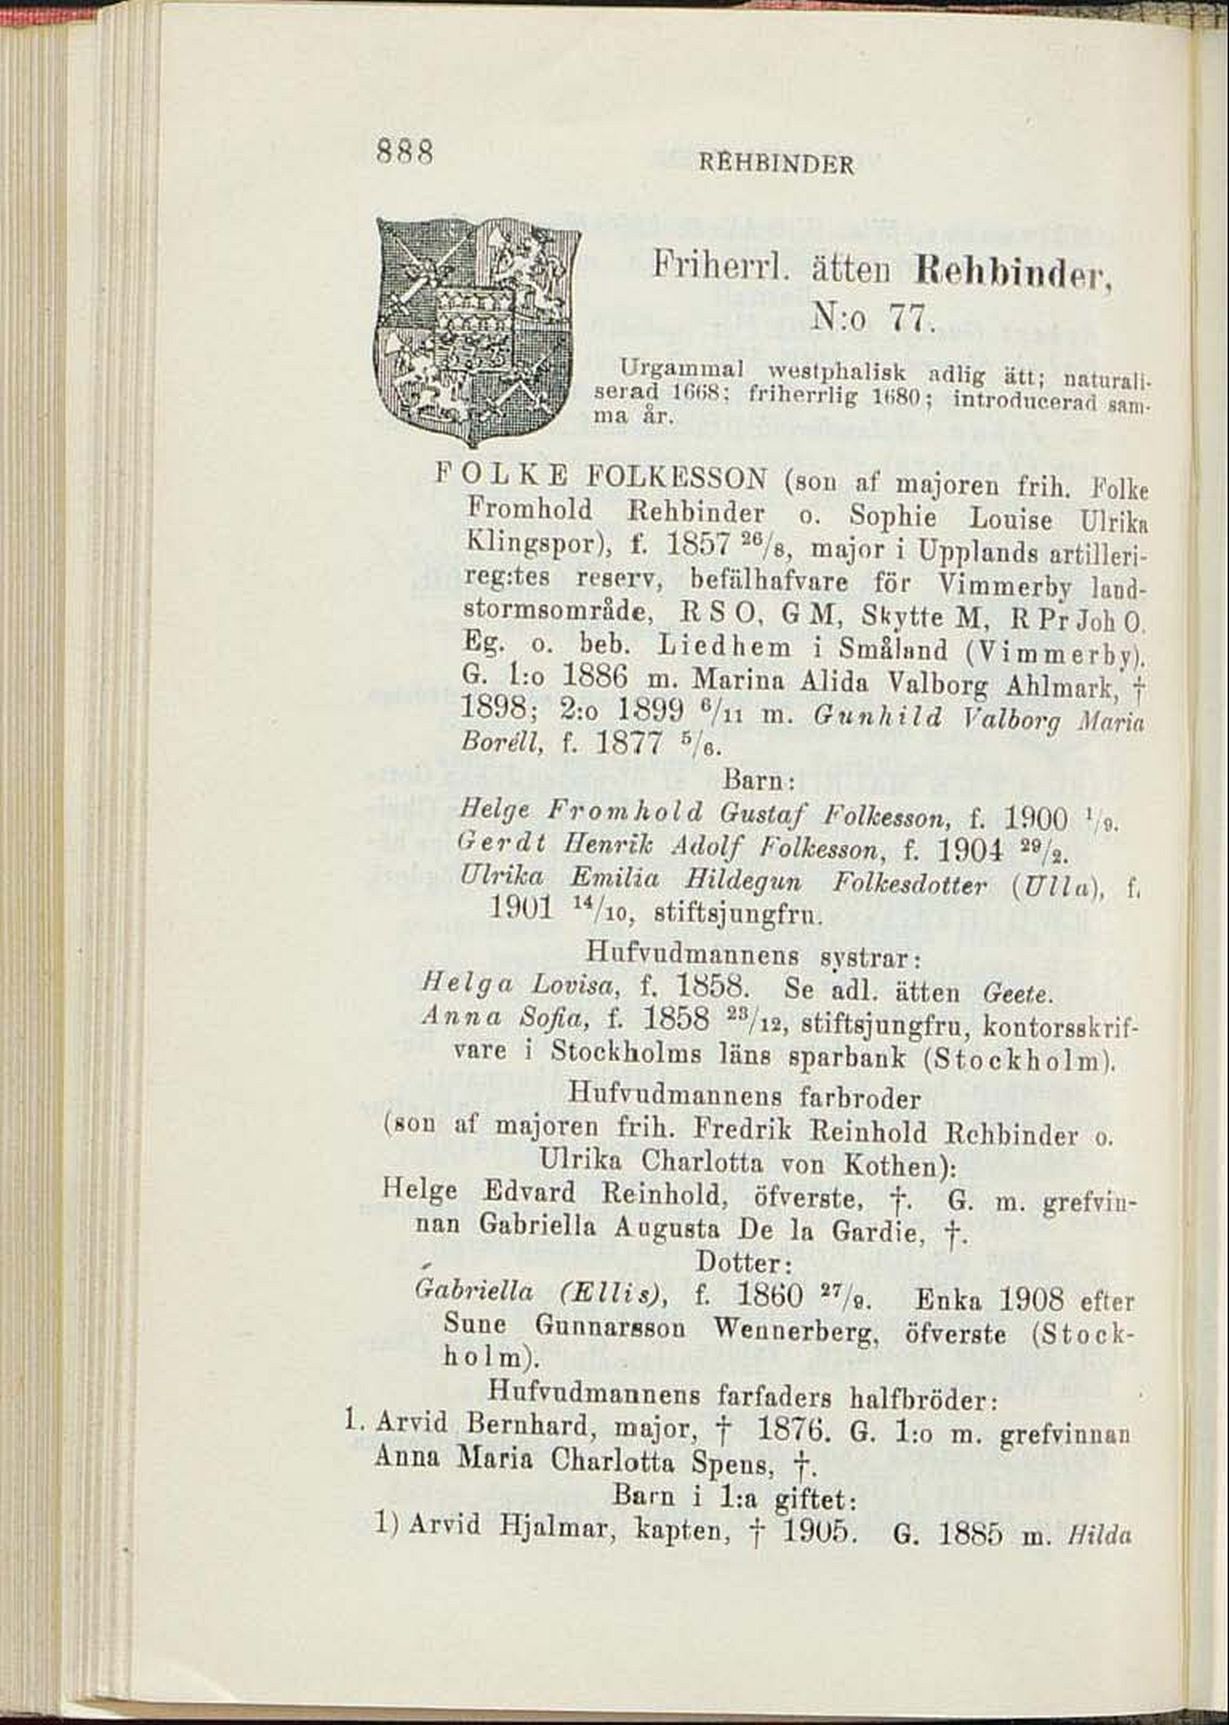 888
REHBINDER
Friherrl. ätten Rehbinder,
N:o 77.
Urgammal westphalisk adlig ätt; naturali-
serad 1668; friherrlig 1680; introducerad sam-
ma år.
FOLKE FOLKESSON (son af majoren frih. Folke
Fromhold Rehbinder o. Sophie Louise Ulrika
Klingspor), f. 1857 26/8, major i Upplands artilleri-
reg:tes reserv, befälhafvare för Vimmerby land-
stormsområde, R S O, G M, Skytte M, R Pr Joh O.
Eg. o. beb. Liedhem i Småland (Vimmerby).
G. 1:o 1886 m. Marina Alida Valborg Ahlmark, †
1898; 2:o 1899 6/11 m. Gunhild Valborg Maria
Boréll, f. 1877 5/6.
Barn:
Helge Fromhold Gustaf Folkesson, f. 1900 1/9.
Gerdt Henrik Adolf Folkesson, f. 1904 29/2.
Ulrika Emilia Hildegun Folkesdotter (Ulla), f.
1901 14/10, stiftsjungfru.
Hufvudmannens systrar:
Helga Lovisa, f. 1858. Se adl. ätten Geete.
Anna Sofia, f. 1858 23/12, stiftsjungfru, kontorsskrif-
vare i Stockholms läns sparbank (Stockholm).
Hufvudmannens farbroder
(son af majoren frih. Fredrik Reinhold Rehbinder o.
Ulrika Charlotta von Kothen):
Helge Edvard Reinhold, öfverste, †. G. m. grefvin-
nan Gabriella Augusta De la Gardie, †.
Dotter:
Gabriella (Ellis), f. 1860 27/9. Enka 1908 efter
Sune Gunnarsson Wennerberg, öfverste (Stock-
holm).
Hufvudmannens farfaders halfbröder:
1. Arvid Bernhard, major, † 1876. G. 1:o m. grefvinnan
Anna Maria Charlotta Spens, †.
Barn i 1:a giftet:
1) Arvid Hjalmar, kapten, † 1905. G. 1885 m. Hilda